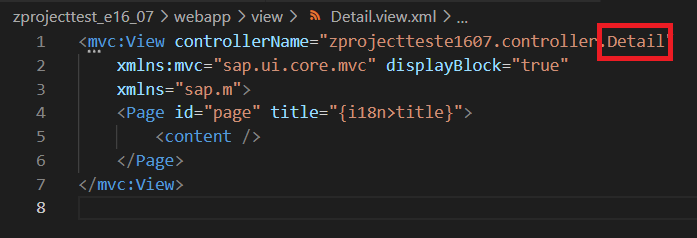 zprojecttest_e16_07 > webapp > view > Detail.view.xml > ...
1 <mvc:View controllerName="zprojectteste1607.controller.Detail"
2 xmlns:mvc="sap.ui.core.mvc" displayBlock="true"
3 xmlns="sap.m">
4 <Page id="page" title="{i18n>title}">
5 <content />
6 </Page>
7 </mvc:View>
8